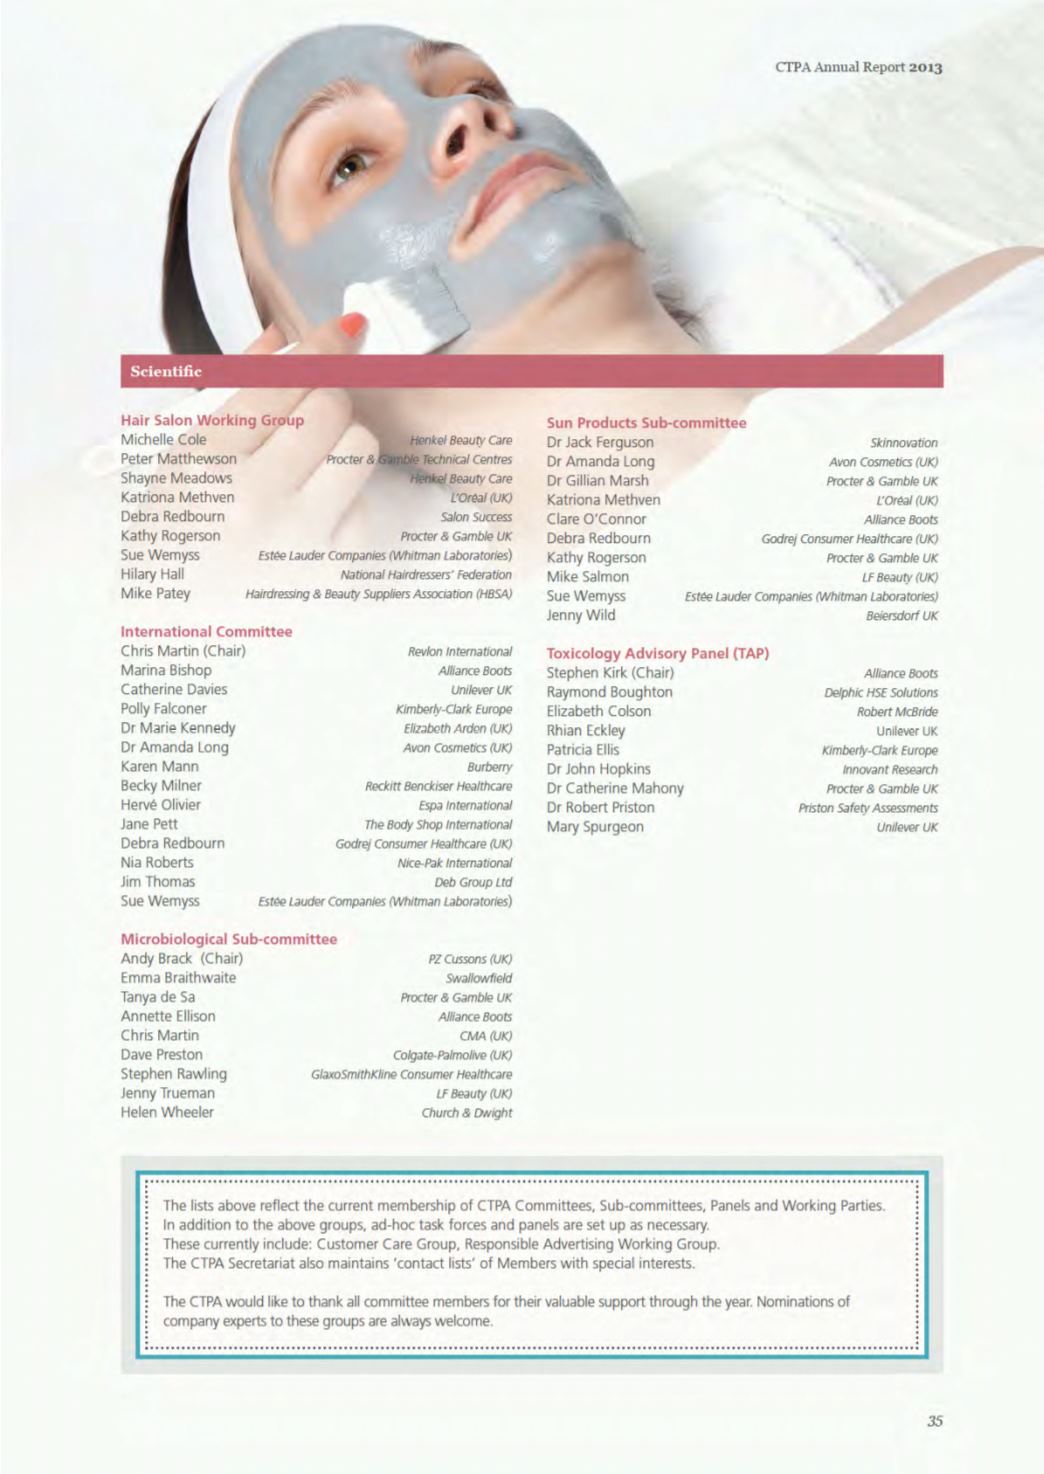 CTPA Annual Report 2013
Scientific
Hair Salon Working Group
Michelle Cole Henkel Beauty Care
Peter Matthewson Procter & Gamble Technical Centres
Shayne Meadows Henkel Beauty Care
Katriona Methven L'Oréal (UK)
Debra Redbourn Salon Success
Kathy Rogerson Procter & Gamble UK
Sue Wemyss Estée Lauder Companies (Whitman Laboratories)
Hilary Hall National Hairdressers' Federation
Mike Patey Hairdressing & Beauty Suppliers Association (HBSA)
International Committee
Chris Martin (Chair) Revlon International
Marina Bishop Alliance Boots
Catherine Davies Unilever UK
Polly Falconer Kimberly-Clark Europe
Dr Marie Kennedy Elizabeth Arden (UK)
Dr Amanda Long Avon Cosmetics (UK)
Karen Mann Burberry
Becky Milner Reckitt Benckiser Healthcare
Hervé Olivier Espa International
Jane Pett The Body Shop International
Debra Redbourn Godrej Consumer Healthcare (UK)
Nia Roberts Nice-Pak International
Jim Thomas Deb Group Ltd
Sue Wemyss Estée Lauder Companies (Whitman Laboratories)
Microbiological Sub-committee
Andy Brack (Chair) PZ Cussons (UK)
Emma Braithwaite Swallowfield
Tanya de Sa Procter & Gamble UK
Annette Ellison Alliance Boots
Chris Martin CMA (UK)
Dave Preston Colgate-Palmolive (UK)
Stephen Rawling GlaxoSmithKline Consumer Healthcare
Jenny Trueman LF Beauty (UK)
Helen Wheeler Church & Dwight
Sun Products Sub-committee
Dr Jack Ferguson Skinnovation
Dr Amanda Long Avon Cosmetics (UK)
Dr Gillian Marsh Procter & Gamble UK
Katriona Methven L'Oréal (UK)
Clare O'Connor Alliance Boots
Debra Redbourn Godrej Consumer Healthcare (UK)
Kathy Rogerson Procter & Gamble UK
Mike Salmon LF Beauty (UK)
Sue Wemyss Estée Lauder Companies (Whitman Laboratories)
Jenny Wild Beiersdorf UK
Toxicology Advisory Panel (TAP)
Stephen Kirk (Chair) Alliance Boots
Raymond Boughton Delphic HSE Solutions
Elizabeth Colson Robert McBride
Rhian Eckley Unilever UK
Patricia Ellis Kimberly-Clark Europe
Dr John Hopkins Innovant Research
Dr Catherine Mahony Procter & Gamble UK
Dr Robert Priston Priston Safety Assessments
Mary Spurgeon Unilever UK
The lists above reflect the current membership of CTPA Committees, Sub-committees, Panels and Working Parties.
In addition to the above groups, ad-hoc task forces and panels are set up as necessary.
These currently include: Customer Care Group, Responsible Advertising Working Group.
The CTPA Secretariat also maintains 'contact lists' of Members with special interests.
The CTPA would like to thank all committee members for their valuable support through the year. Nominations of
company experts to these groups are always welcome.
35